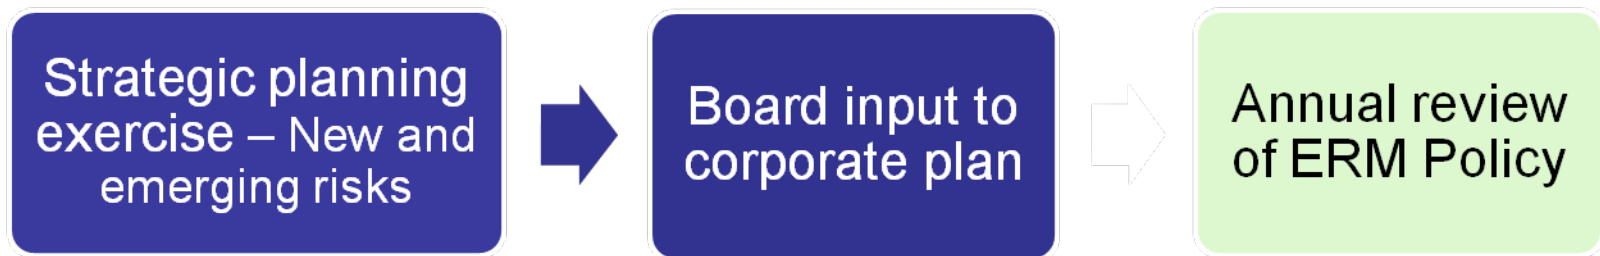 Strategic planning
exercise – New and
emerging risks
Board input to
corporate plan
Annual review
of ERM Policy